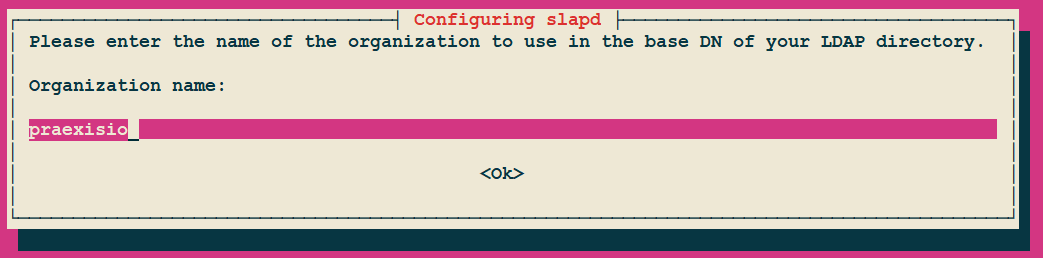 Configuring slapd
Please enter the name of the organization to use in the base DN of your LDAP directory.
Organization name:
praexisio_
<Ok>